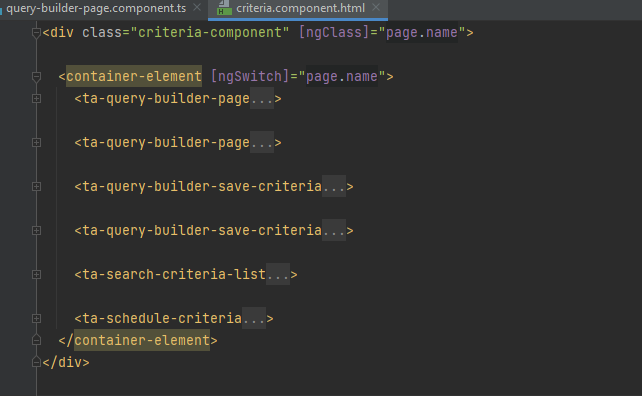 query-builder-page.component.ts × criteria.component.html ×
<div class="criteria-component" [ngClass]="page.name">
<container-element [ngSwitch]="page.name">
<ta-query-builder-page...>
<ta-query-builder-page...>
<ta-query-builder-save-criteria...>
<ta-query-builder-save-criteria...>
<ta-search-criteria-list...>
<ta-schedule-criteria...>
</container-element>
</div>